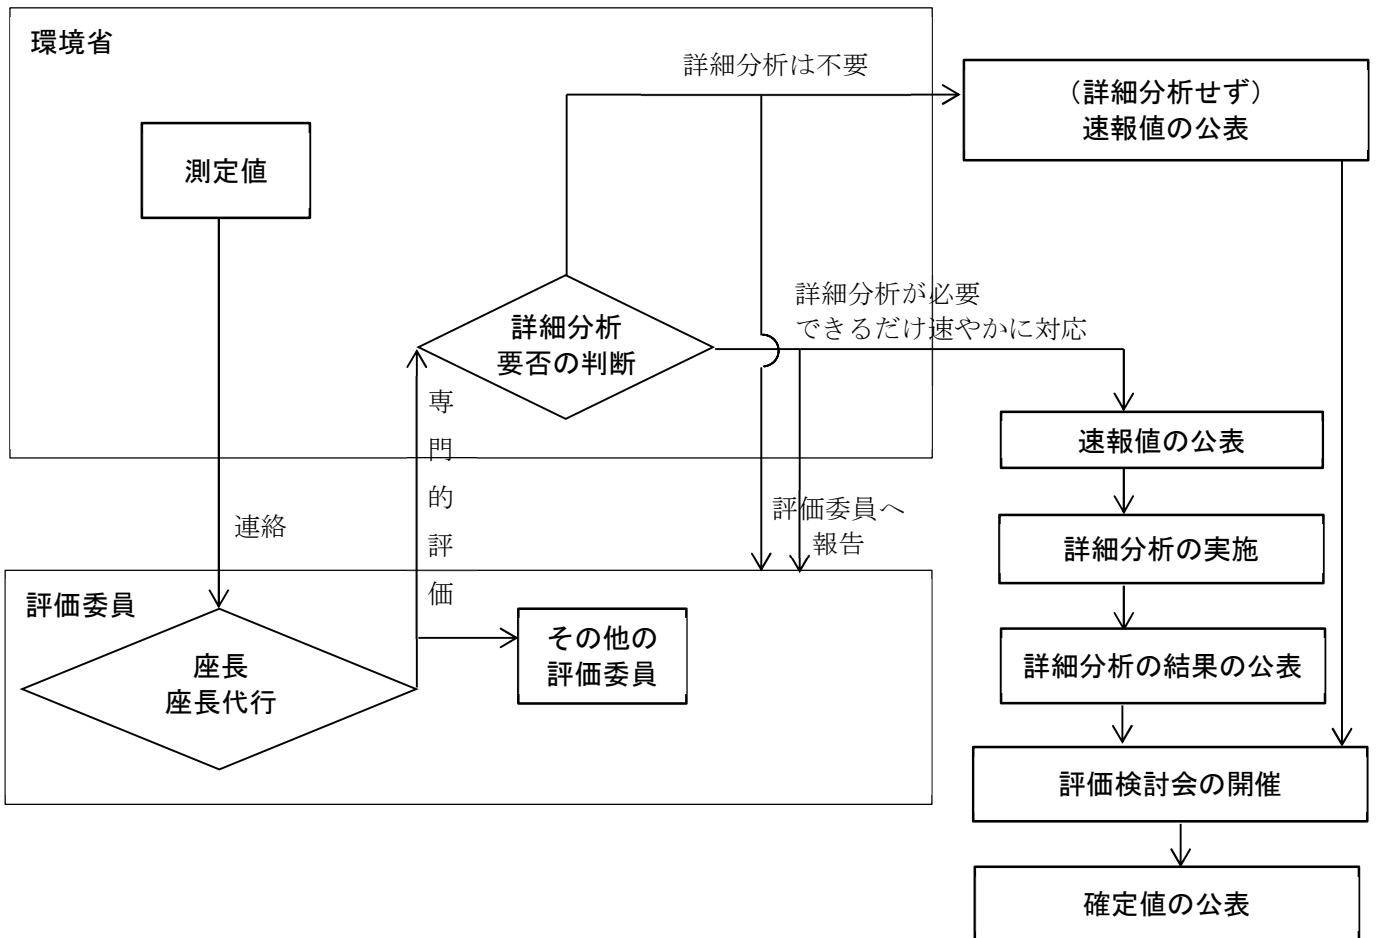 環境省
測定値
詳細分析は不要
（詳細分析せず）
速報値の公表
詳細分析
要否の判断
詳細分析が必要
できるだけ速やかに対応
専門的評価
連絡
評価委員へ
報告
速報値の公表
詳細分析の実施
詳細分析の結果の公表
評価検討会の開催
確定値の公表
評価委員
座長
座長代行
その他の
評価委員